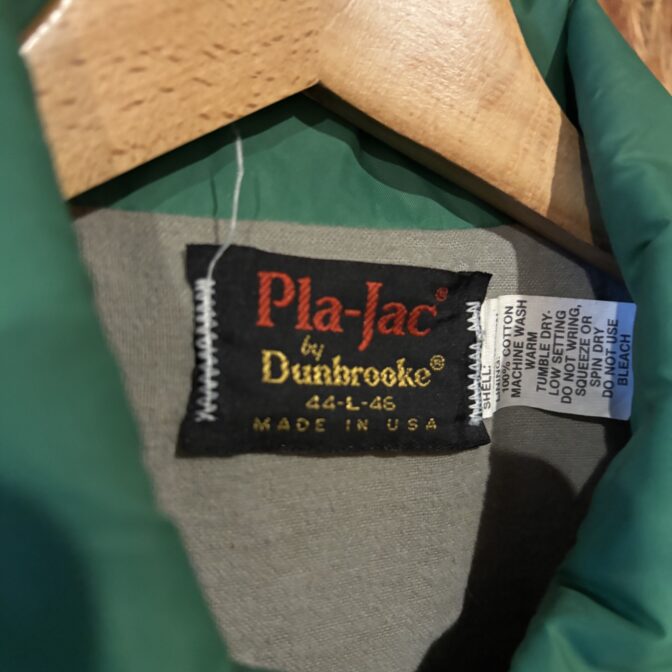 Pla-Jac®
by
Dunbrooke®
44-L-46
MADE IN USA
SHELL:
100% COTTON
MACHINE WASH
WARM
TUMBLE DRY-
LOW SETTING
DO NOT WRING,
SQUEEZE OR
SPIN DRY
DO NOT USE
BLEACH